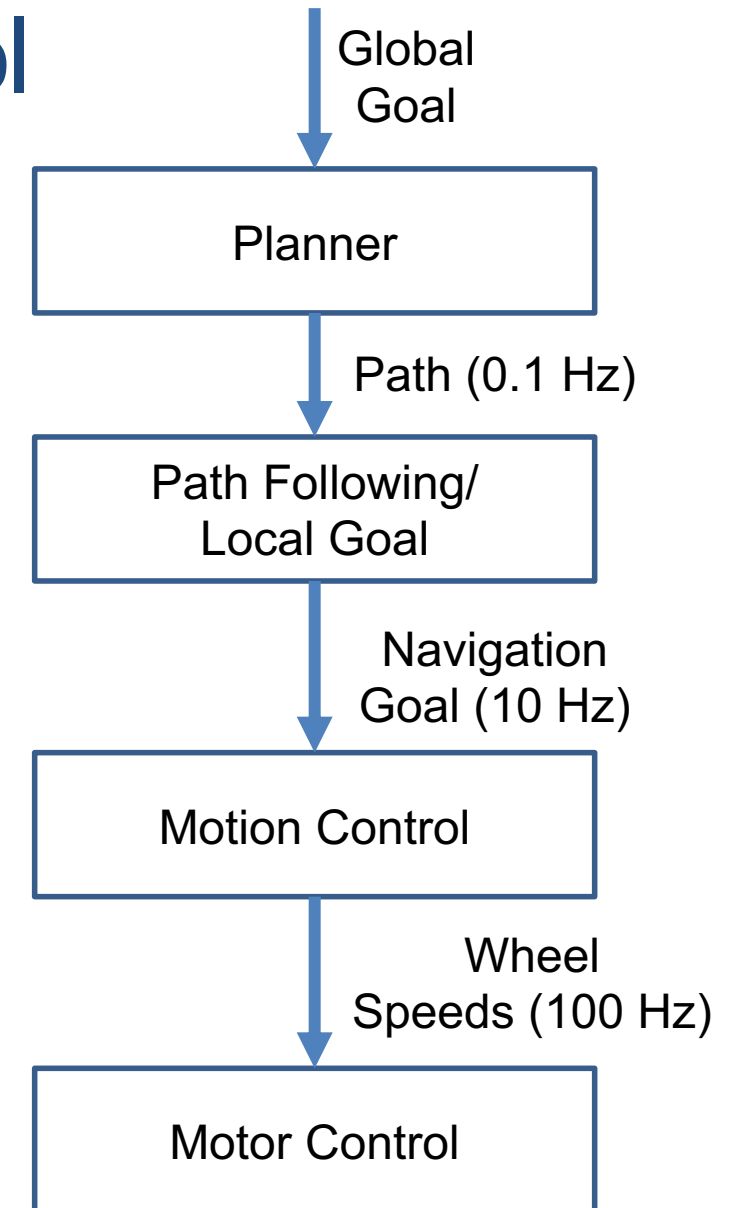 ol
Global
Goal
Planner
Path (0.1 Hz)
Path Following/
Local Goal
Navigation
Goal (10 Hz)
Motion Control
Wheel
Speeds (100 Hz)
Motor Control